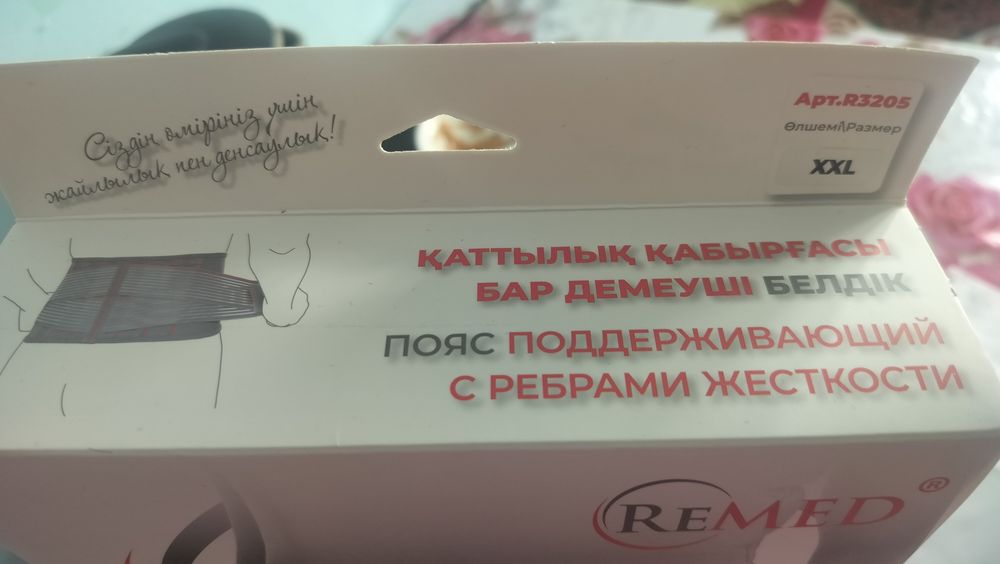 Сіздің өміріңіз үшін
жайлылық пен денсаулық!
Арт.R3205
Өлшемі\Размер
XXL
ҚАТТЫЛЫҚ ҚАБЫРҒАСЫ
БАР ДЕМЕУШІ БЕЛДІК
ПОЯС ПОДДЕРЖИВАЮЩИЙ
С РЕБРАМИ ЖЕСТКОСТИ
REMED®